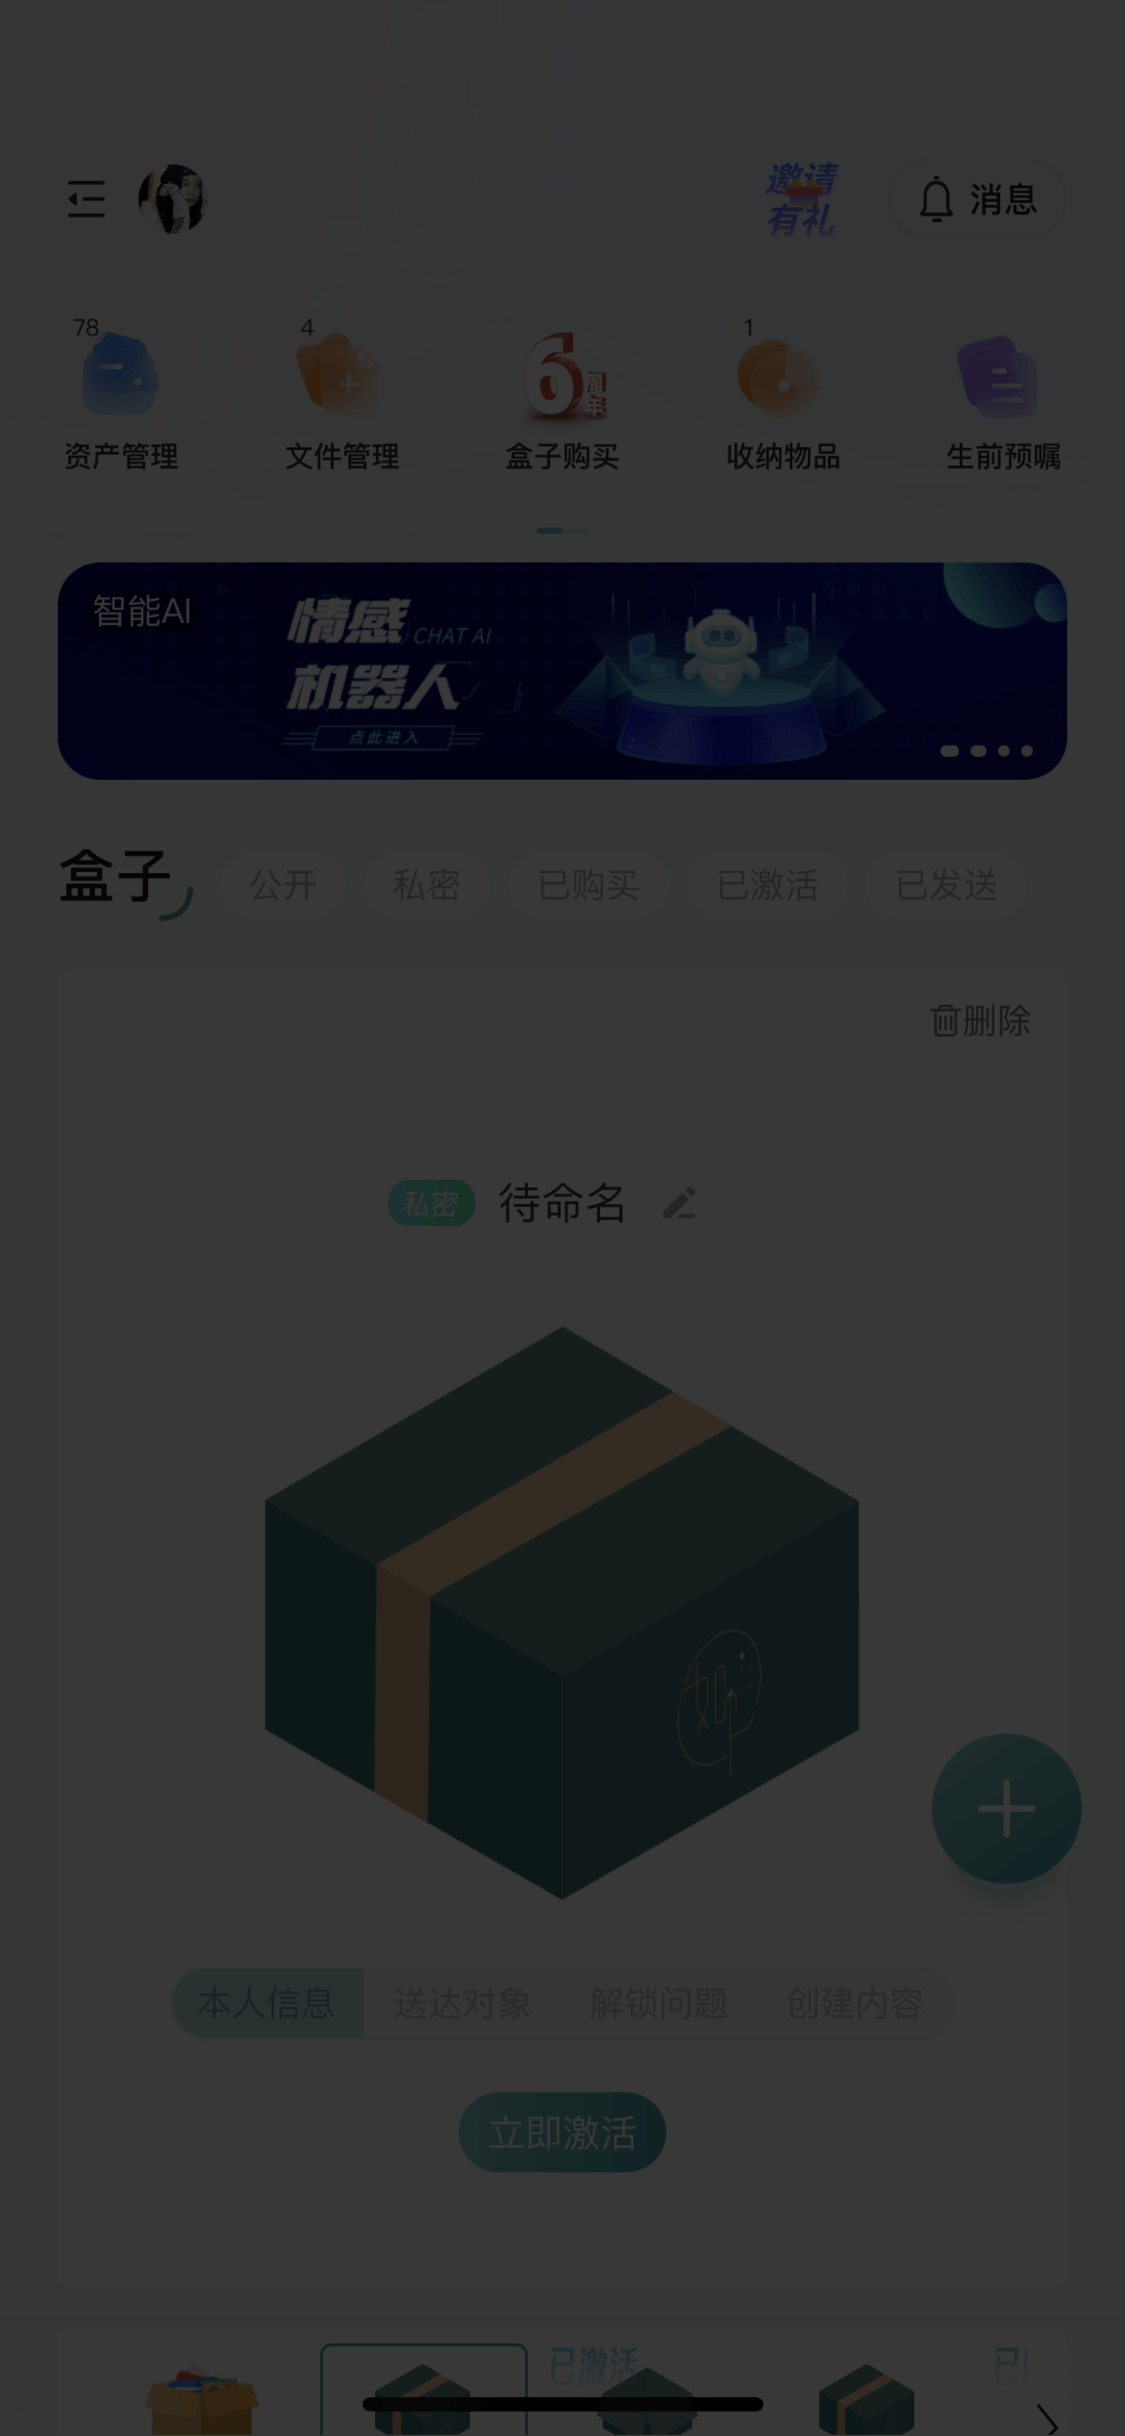 邀请
有礼
消息
78
4
1
6
周年
资产管理
文件管理
盒子购买
收纳物品
生前预嘱
智能AI
情感 CHAT AI
机器人
点此进入
盒子
公开
私密
已购买
已激活
已发送
删除
私密
待命名
本人信息
送达对象
解锁问题
创建内容
立即激活
已激活